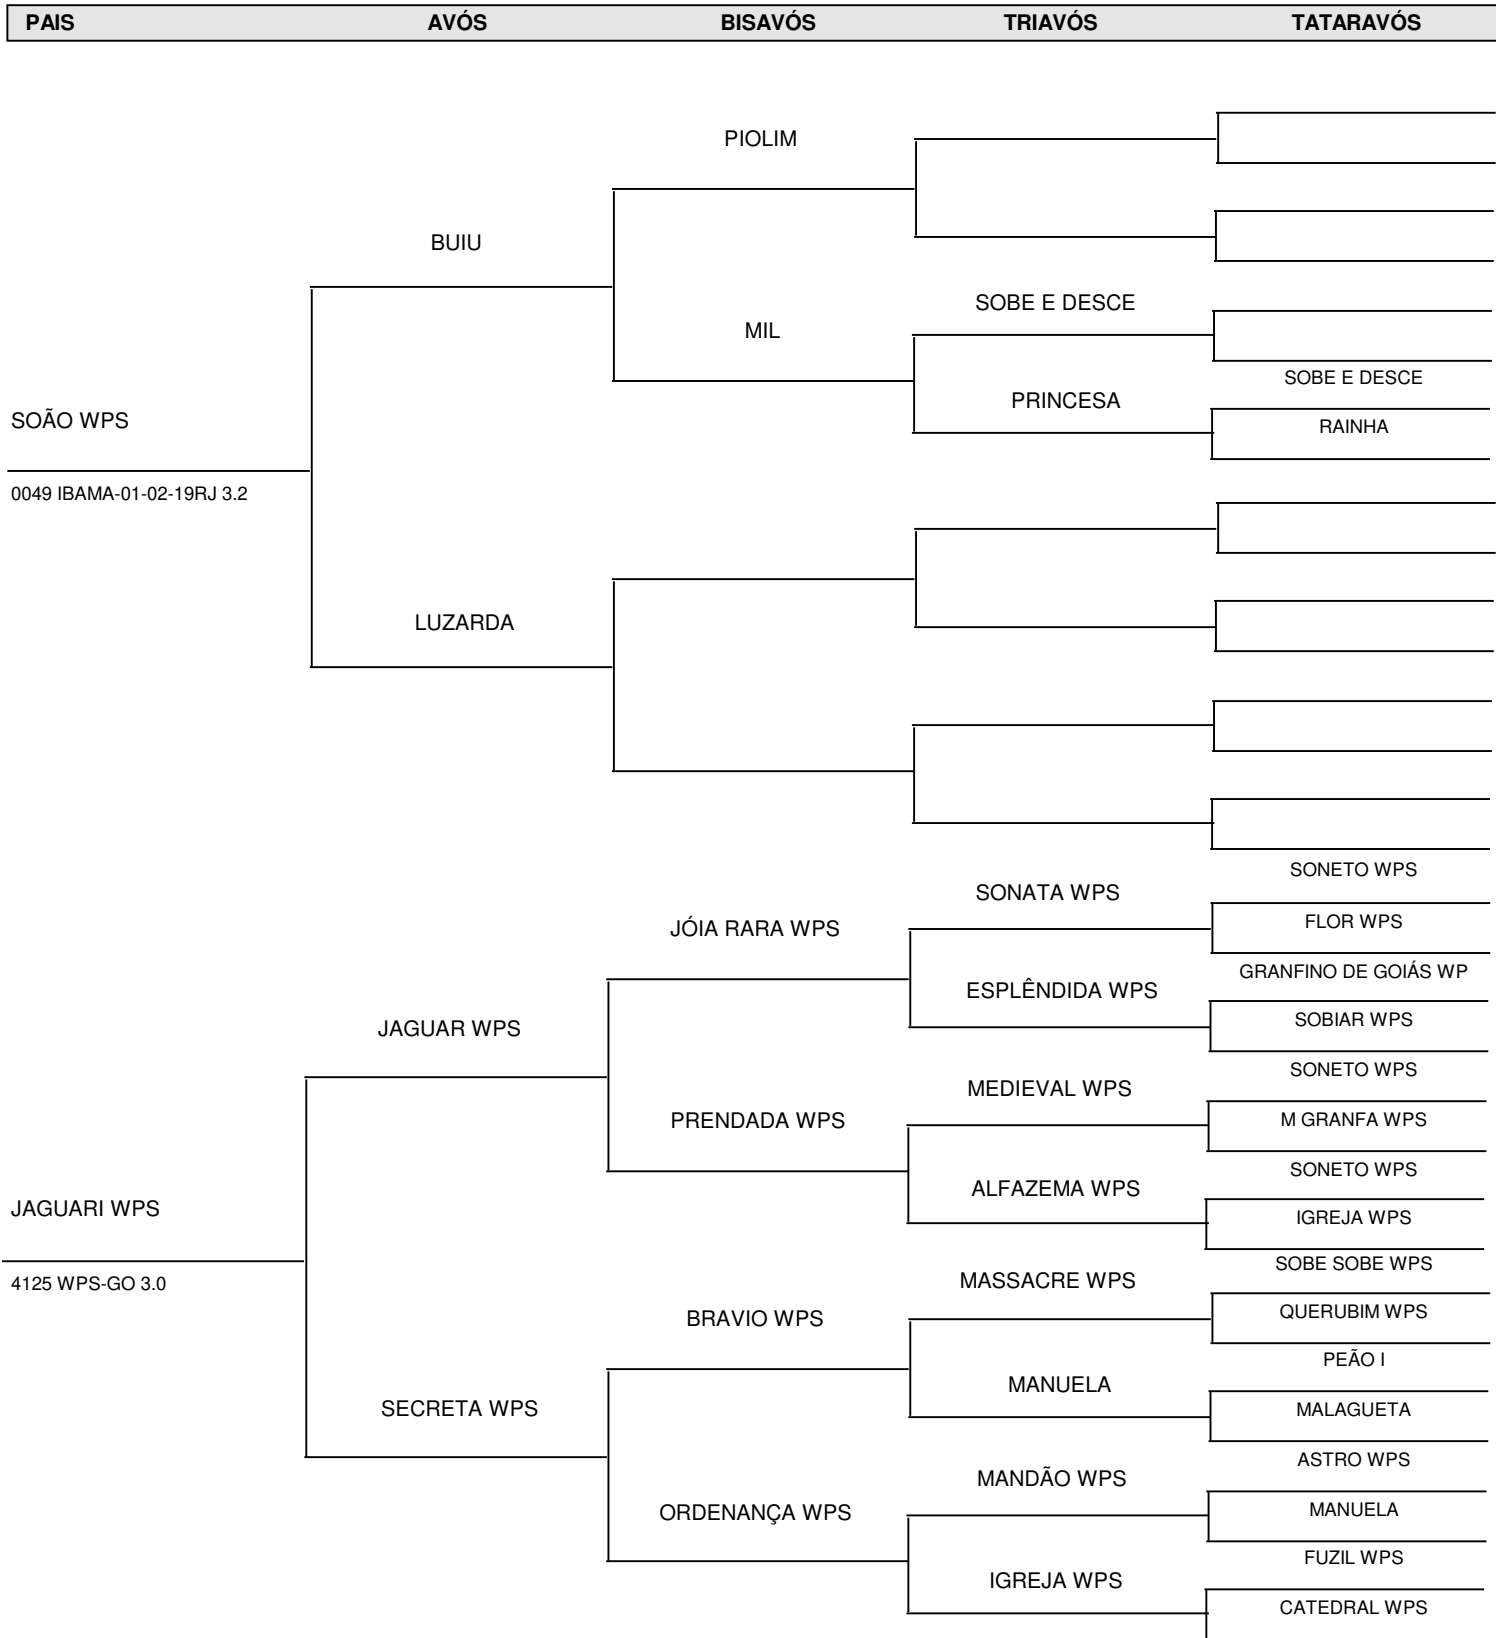 PAIS AVÓS BISAVÓS TRIAVÓS TATARAVÓS
PIOLIM
BUIU
SOBE E DESCE
MIL
SOBE E DESCE
PRINCESA
SOÃO WPS
RAINHA
0049 IBAMA-01-02-19RJ 3.2
LUZARDA
SONETO WPS
SONATA WPS
FLOR WPS
JÓIA RARA WPS
GRANFINO DE GOIÁS WP
ESPLÊNDIDA WPS
SOBIAR WPS
JAGUAR WPS
SONETO WPS
MEDIEVAL WPS
M GRANFA WPS
PRENDADA WPS
SONETO WPS
ALFAZEMA WPS
JAGUARI WPS
IGREJA WPS
SOBE SOBE WPS
4125 WPS-GO 3.0
MASSACRE WPS
QUERUBIM WPS
BRAVIO WPS
PEÃO I
MANUELA
SECRETA WPS
MALAGUETA
ASTRO WPS
MANDÃO WPS
MANUELA
ORDENANÇA WPS
FUZIL WPS
IGREJA WPS
CATEDRAL WPS